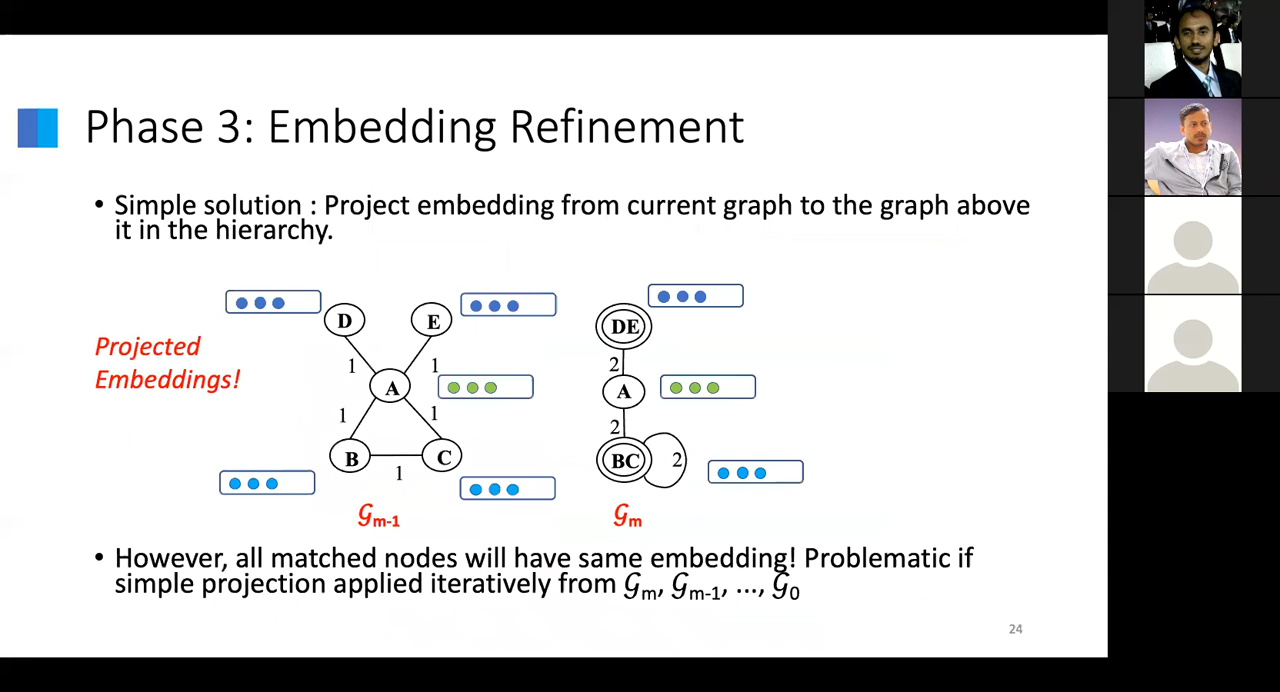 Phase 3: Embedding Refinement
• Simple solution : Project embedding from current graph to the graph above
it in the hierarchy.
Projected
Embeddings!
D
E
1
1
A
1
1
B
C
1
𝒢m-1
DE
2
A
2
BC
2
𝒢m
• However, all matched nodes will have same embedding! Problematic if
simple projection applied iteratively from 𝒢m, 𝒢m-1, ..., 𝒢0
24